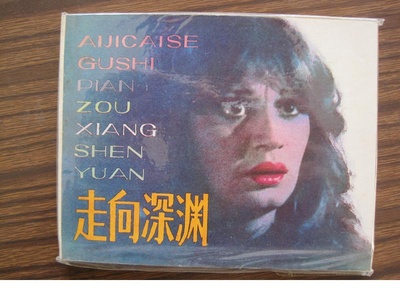 AIJICAISE
GUSHI
PIAN
ZOU
XIANG
SHEN
YUAN
走向深渊